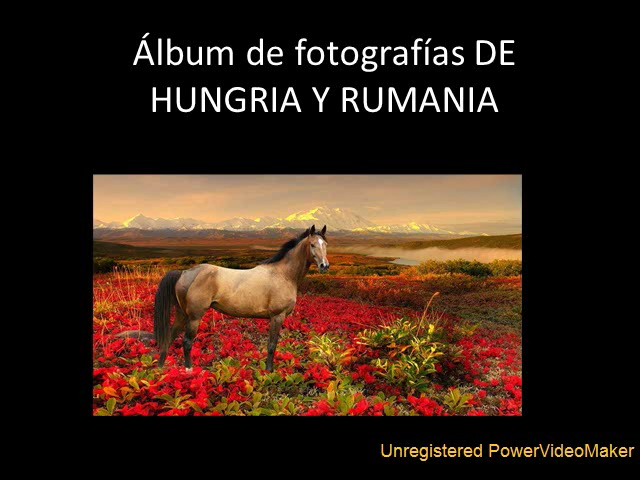 Álbum de fotografías DE
HUNGRIA Y RUMANIA
Unregistered PowerVideoMaker